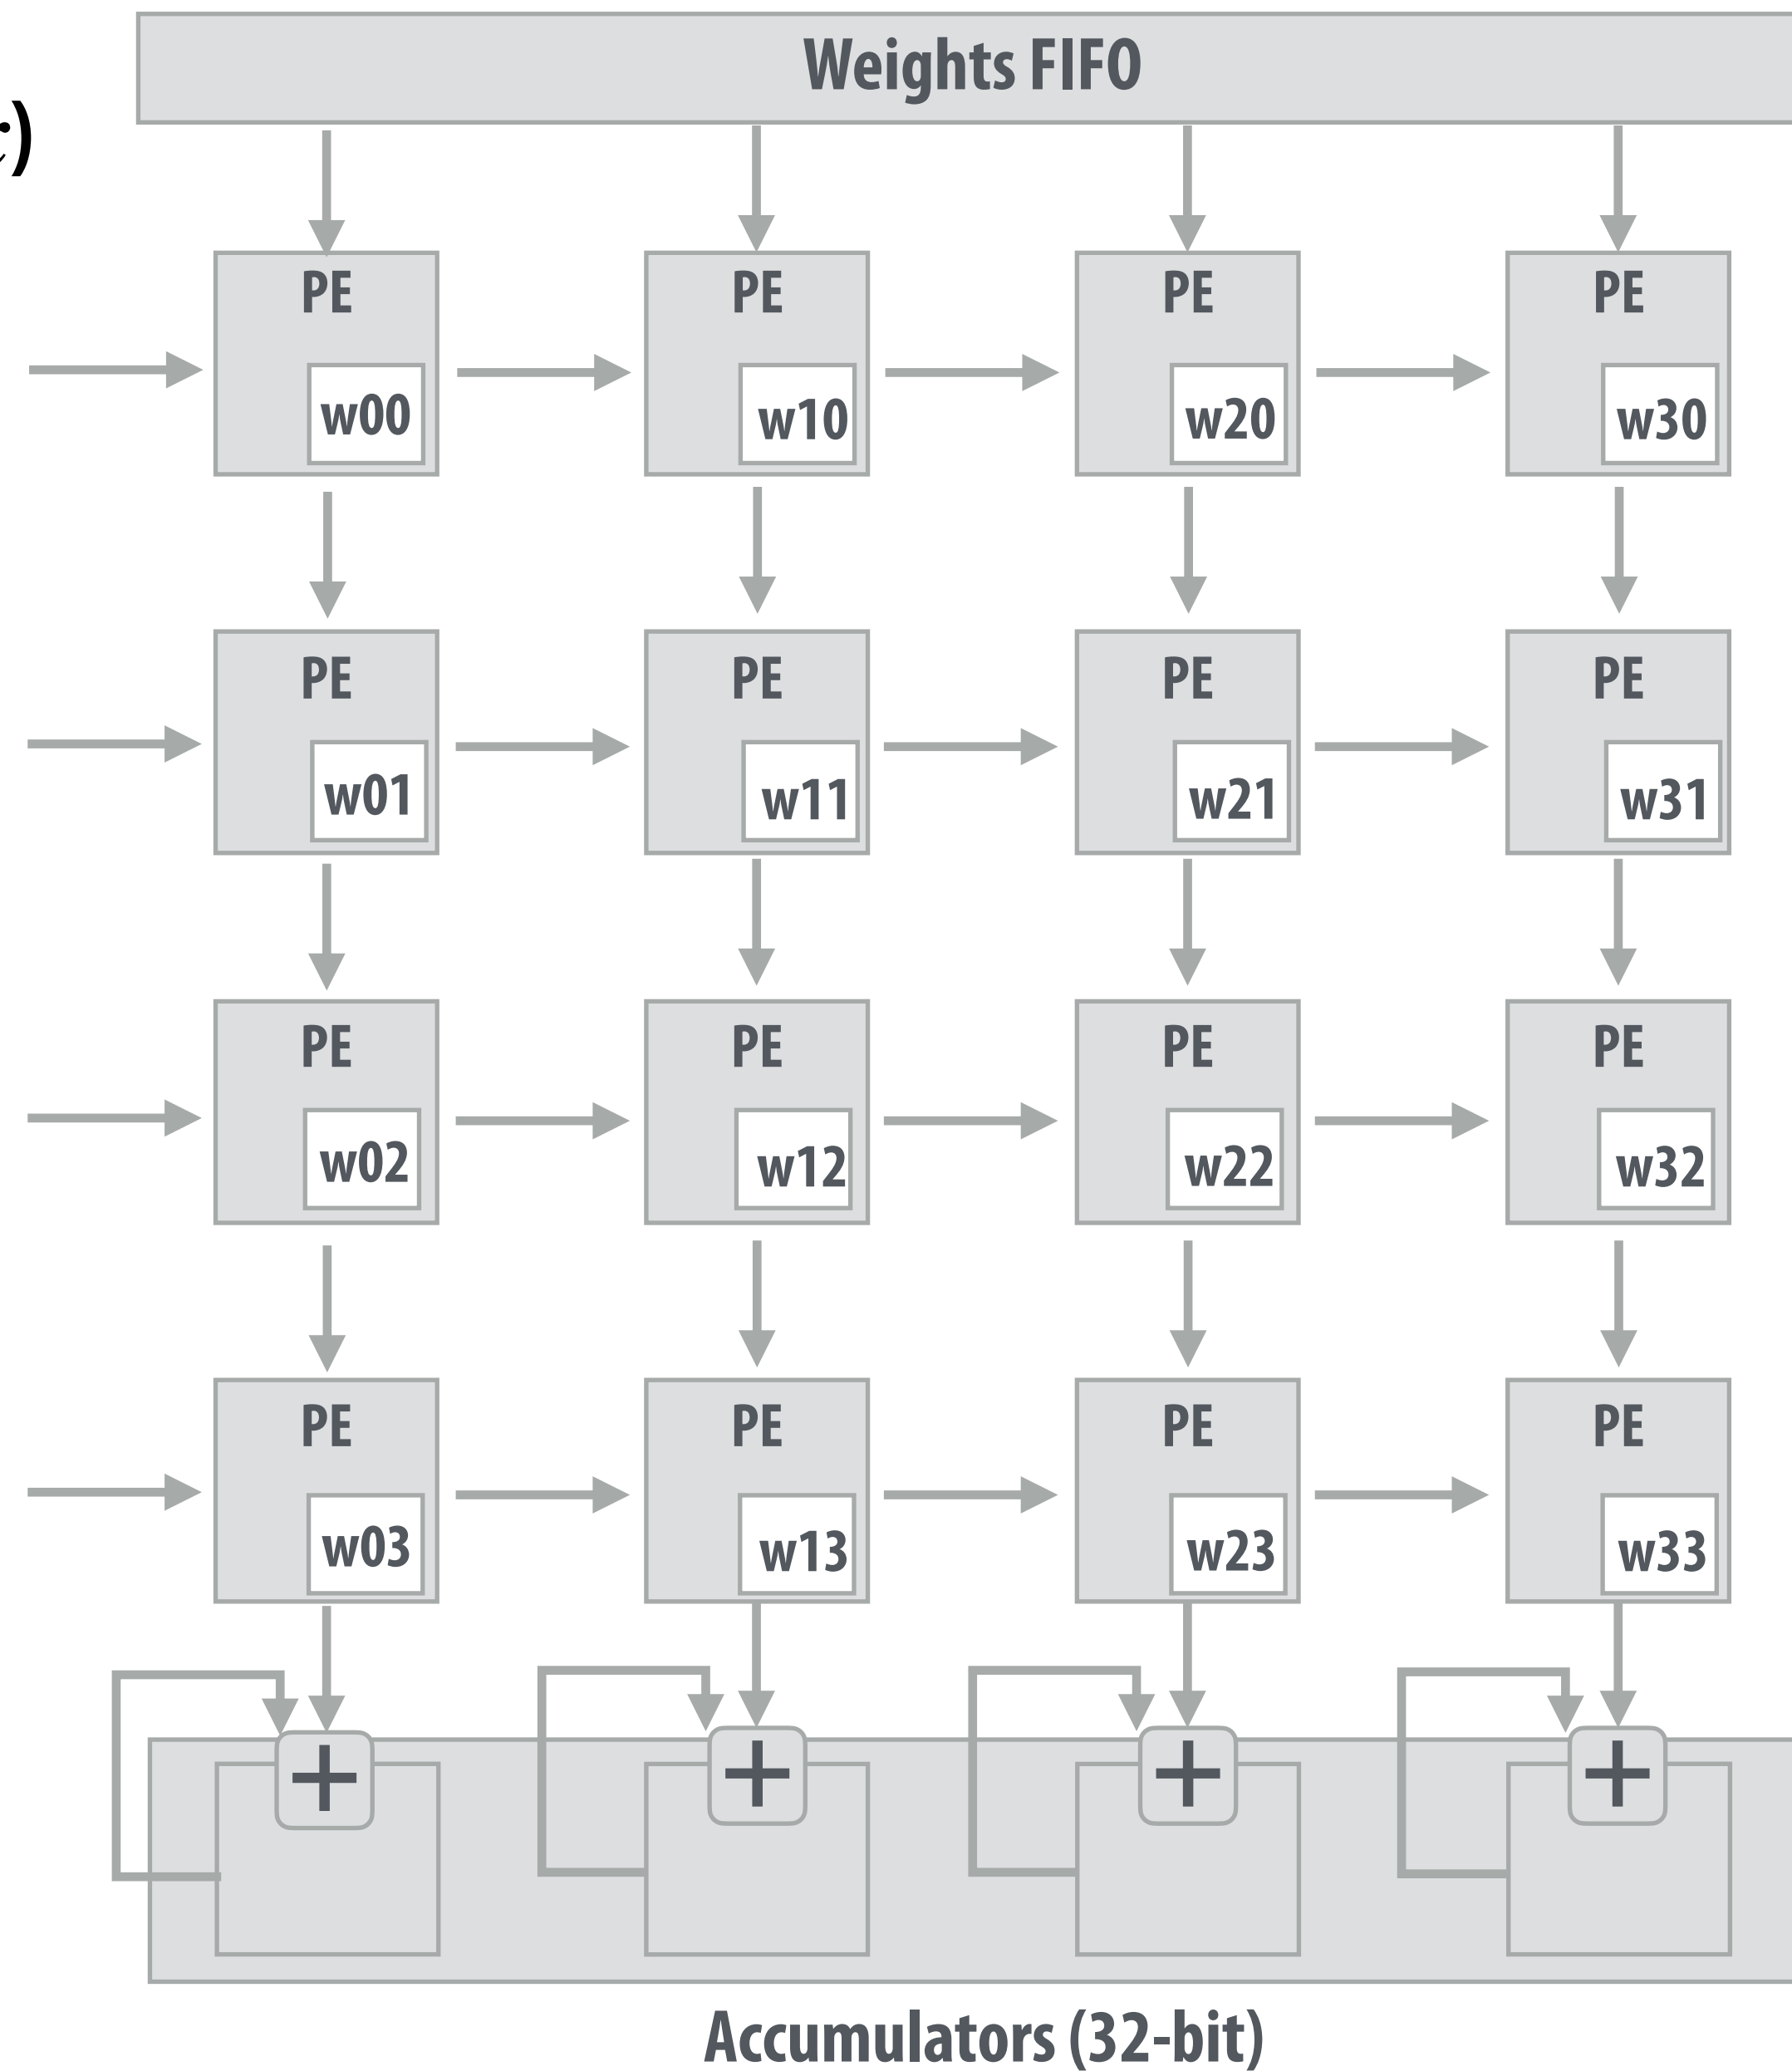 Weights FIFO
;)
PE PE PE PE
w00 w10 w20 w30
PE PE PE PE
w01 w11 w21 w31
PE PE PE PE
w02 w12 w22 w32
PE PE PE PE
w03 w13 w23 w33
+ + + +
Accumulators (32-bit)